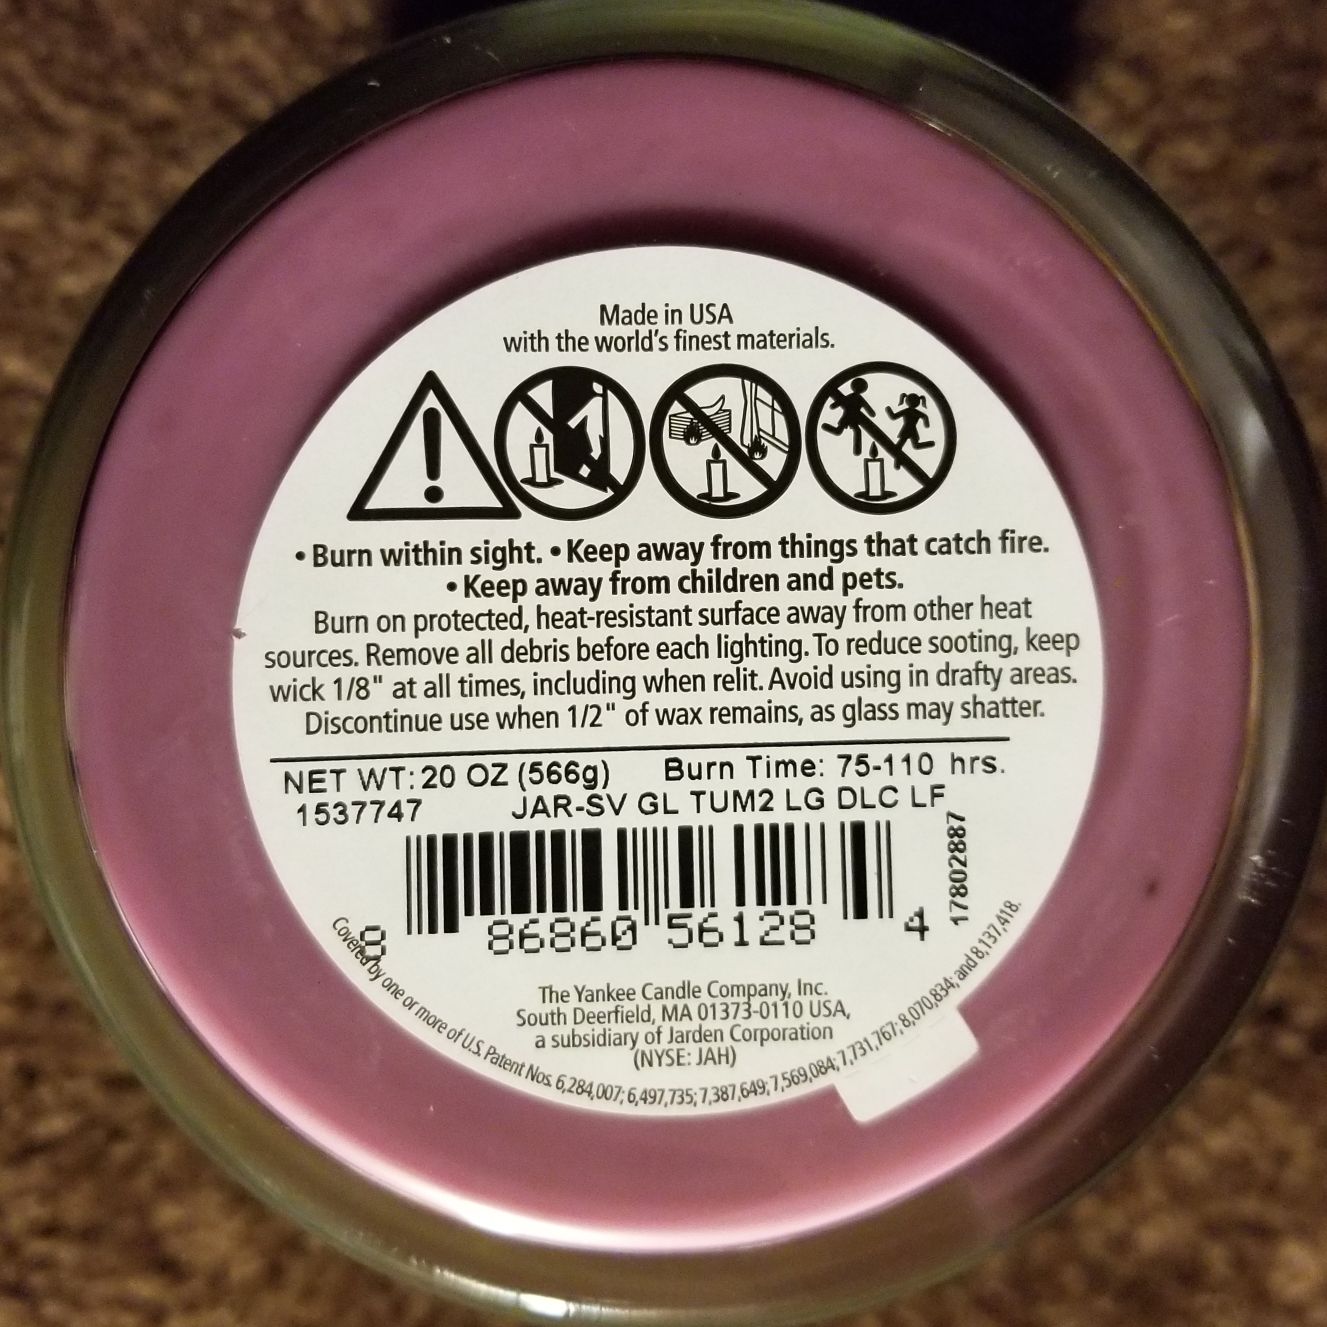 Made in USA
with the world's finest materials.
• Burn within sight. • Keep away from things that catch fire.
• Keep away from children and pets.
Burn on protected, heat-resistant surface away from other heat
sources. Remove all debris before each lighting. To reduce sooting, keep
wick 1/8" at all times, including when relit. Avoid using in drafty areas.
Discontinue use when 1/2" of wax remains, as glass may shatter.
NET WT: 20 OZ (566g) Burn Time: 75-110 hrs.
1537747 JAR-SV GL TUM2 LG DLC LF
17802887
8 86860 56128 4
The Yankee Candle Company, Inc.
South Deerfield, MA 01373-0110 USA,
a subsidiary of Jarden Corporation
(NYSE: JAH)
Covered by one or more of U.S. Patent Nos. 6,284,007; 6,497,735; 7,387,649; 7,569,084; 7,731,767; 8,070,834; and 8,137,418.